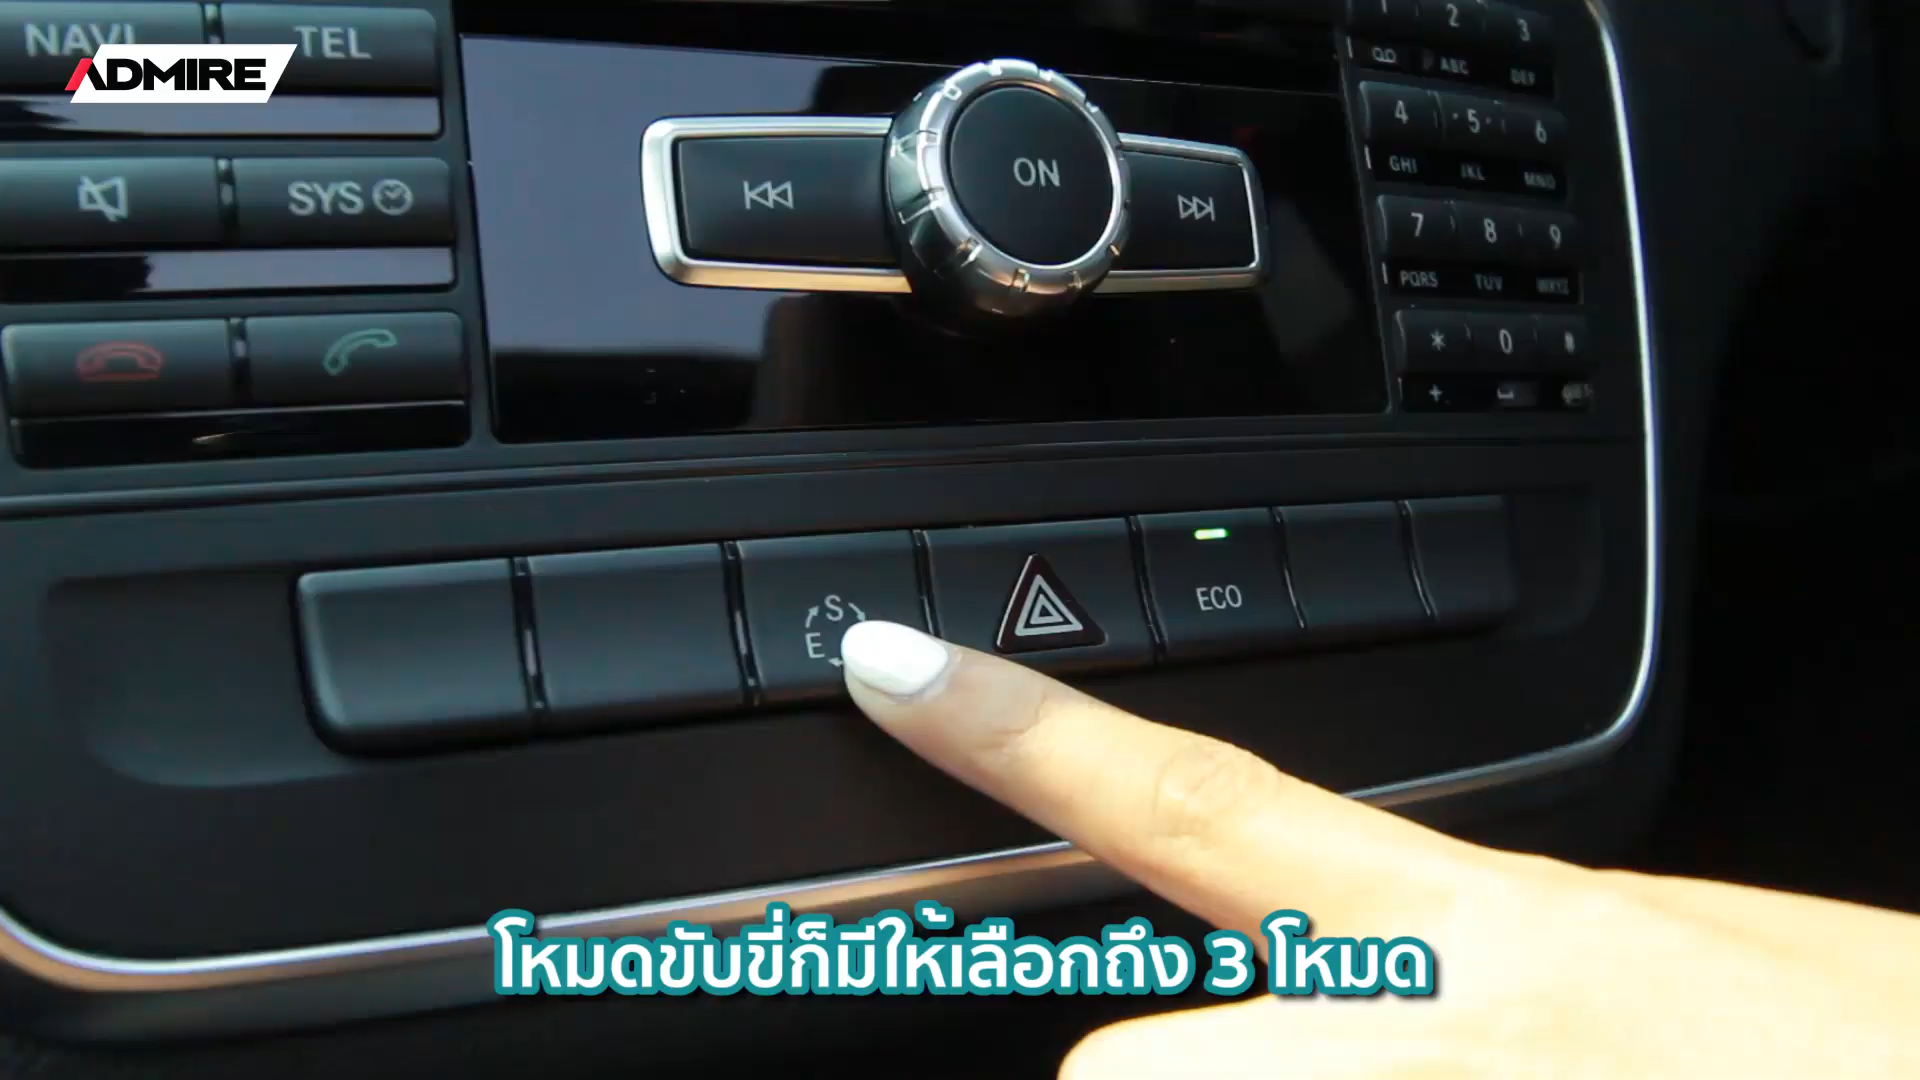 NAVI TEL
ADMIRE
SYS
ON
1 2 3
ABC DEF
4 5 6
GHI JKL MNO
7 8 9
PQRS TUV WXYZ
* 0 #
+
S
E
ECO
โหมดขับขี่ก็มีให้เลือกถึง 3 โหมด